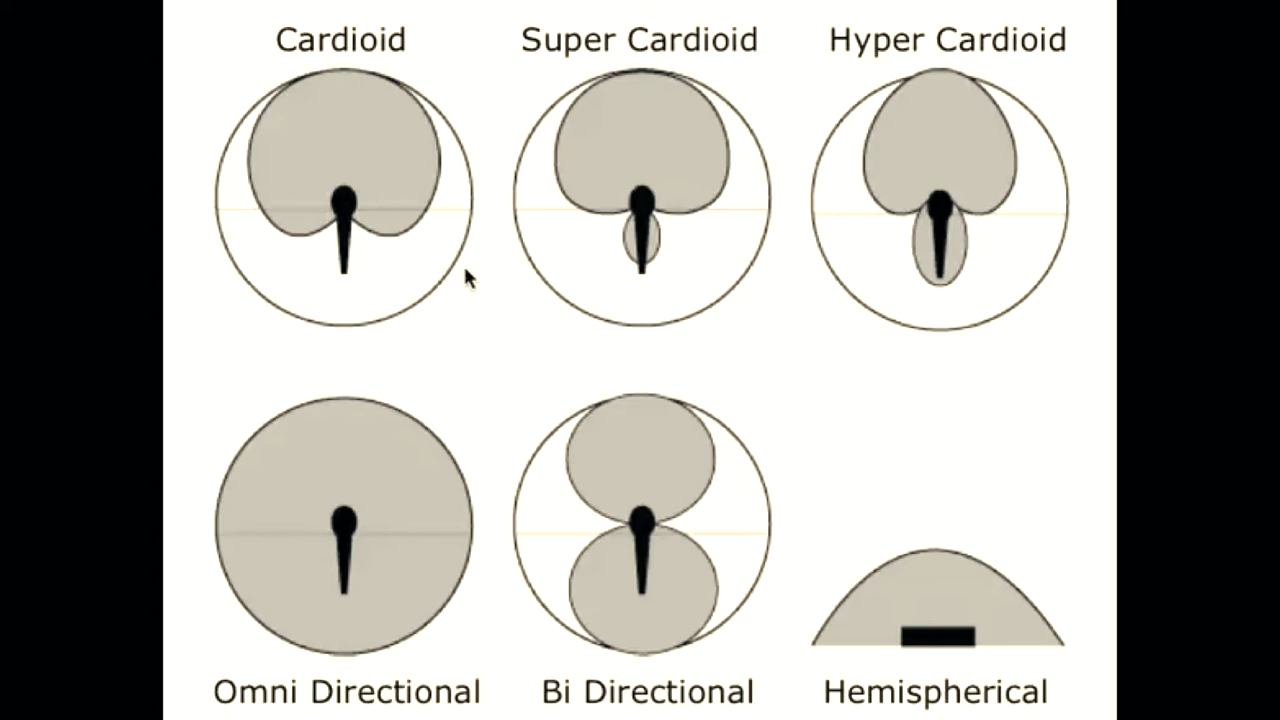 Cardioid
Super Cardioid
Hyper Cardioid
Omni Directional
Bi Directional
Hemispherical